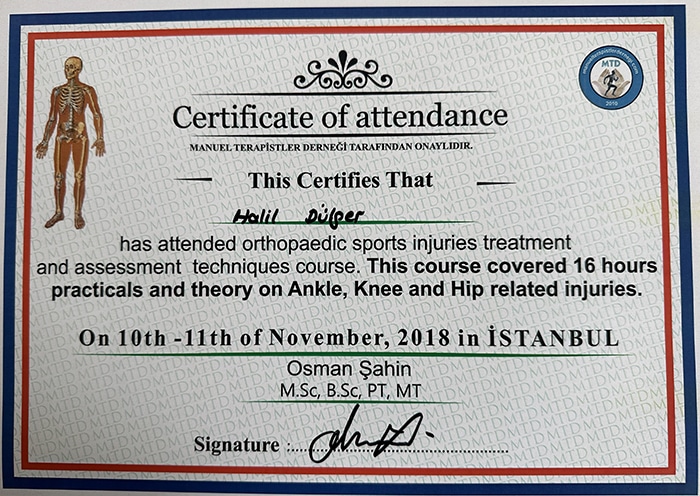 MTD
2010
Certificate of attendance
MANUEL TERAPİSTLER DERNEĞİ TARAFINDAN ONAYLIDIR.
This Certifies That
Halil Dülger
has attended orthopaedic sports injuries treatment
and assessment techniques course. This course covered 16 hours
practicals and theory on Ankle, Knee and Hip related injuries.
On 10th -11th of November, 2018 in İSTANBUL
Osman Şahin
M.Sc, B.Sc, PT, MT
Signature :